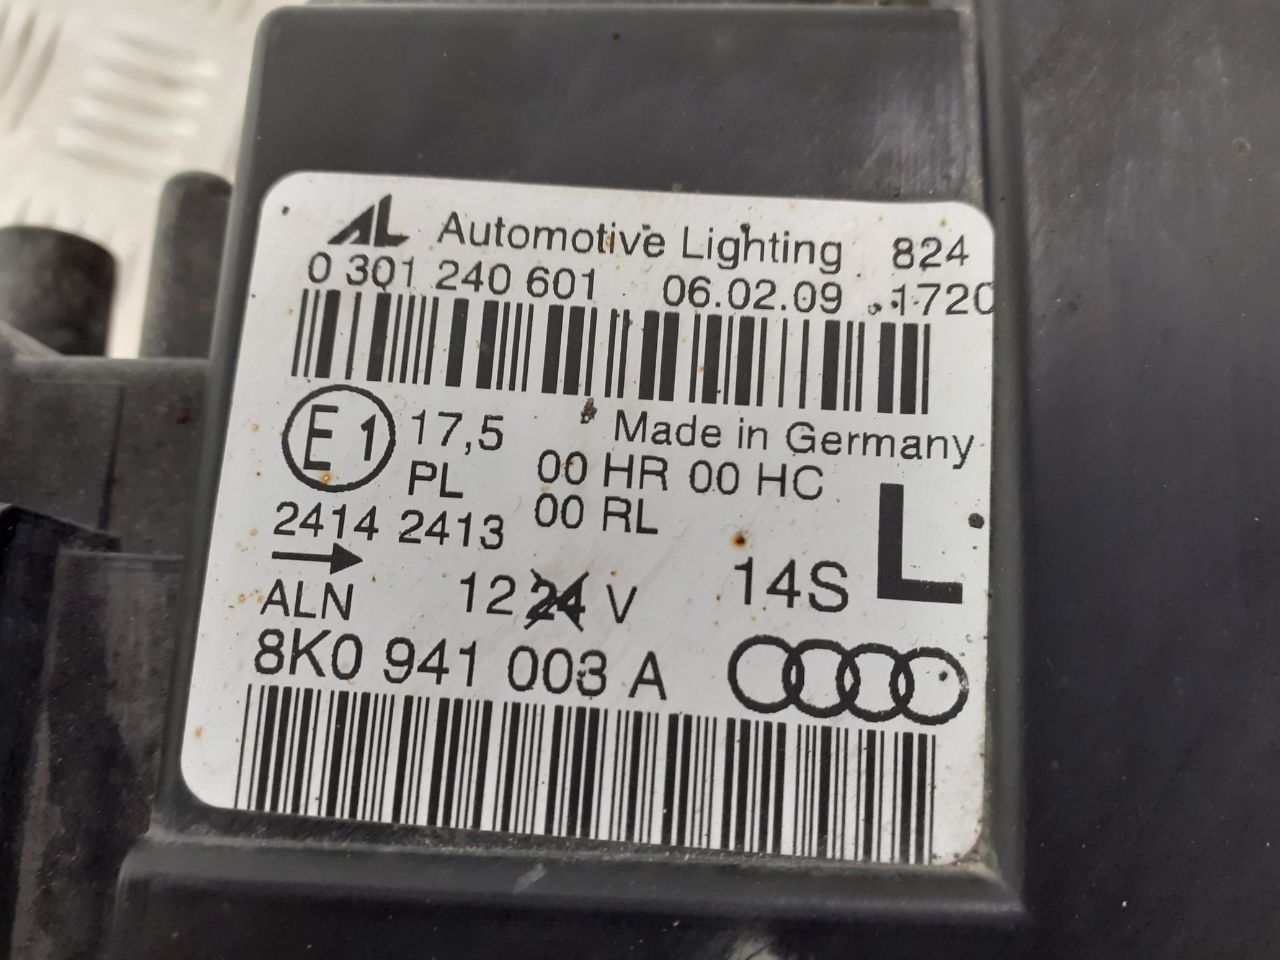 AL Automotive Lighting 824
0 301 240 601 06.02.09 1720
E1 17,5 Made in Germany
PL 00 HR 00 HC
2414 2413 00 RL
L
ALN 12 24 V 14S
8K0 941 003 A